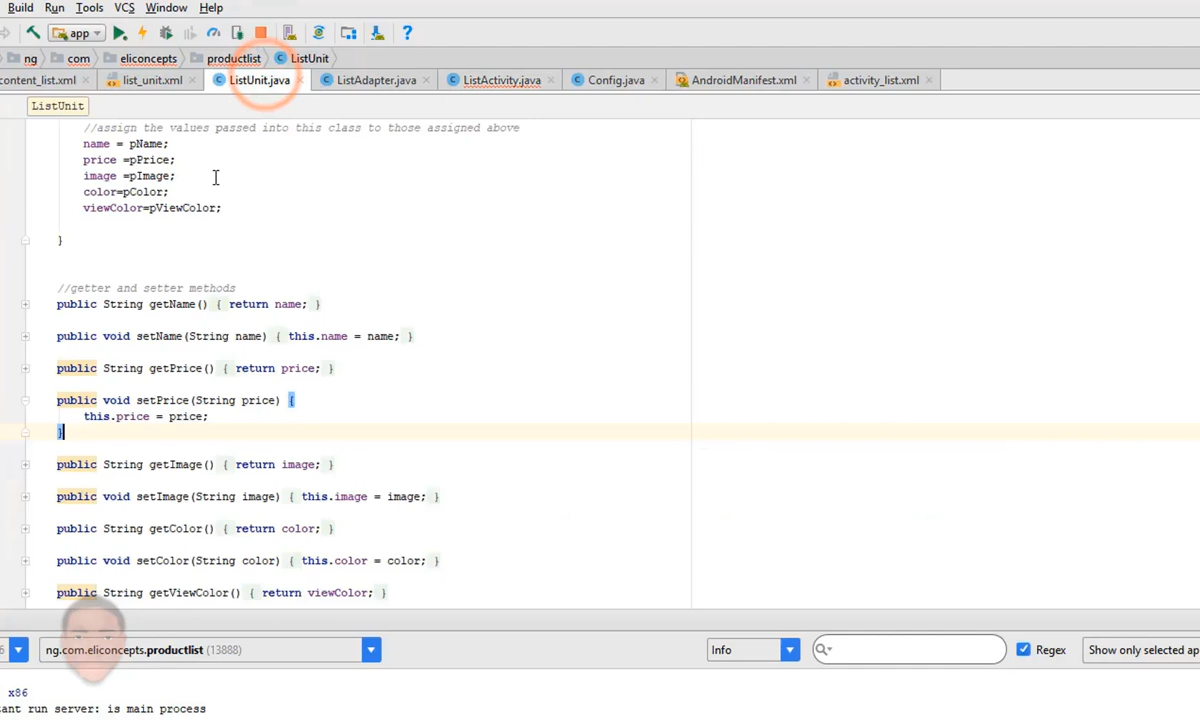 Build Run Tools VCS Window Help
app
ng com eliconcepts productlist ListUnit
content_list.xml list_unit.xml ListUnit.java ListAdapter.java ListActivity.java Config.java AndroidManifest.xml activity_list.xml
ListUnit
//assign the values passed into this class to those assigned above
name = pName;
price =pPrice;
image =pImage;
color=pColor;
viewColor=pViewColor;
}
//getter and setter methods
public String getName() { return name; }
public void setName(String name) { this.name = name; }
public String getPrice() { return price; }
public void setPrice(String price) {
this.price = price;
}
public String getImage() { return image; }
public void setImage(String image) { this.image = image; }
public String getColor() { return color; }
public void setColor(String color) { this.color = color; }
public String getViewColor() { return viewColor; }
6 ng.com.eliconcepts.productlist (13888) Info Regex Show only selected ap
x86
tant run server: is main process